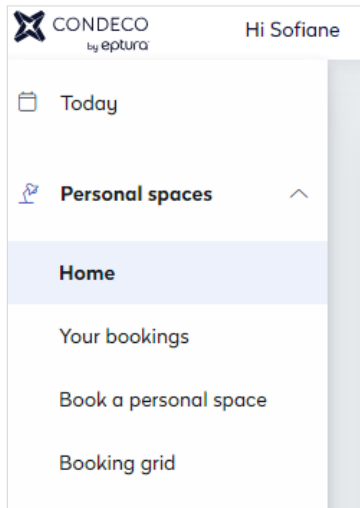 CONDECO
by eptura
Hi Sofiane
Today
Personal spaces
Home
Your bookings
Book a personal space
Booking grid